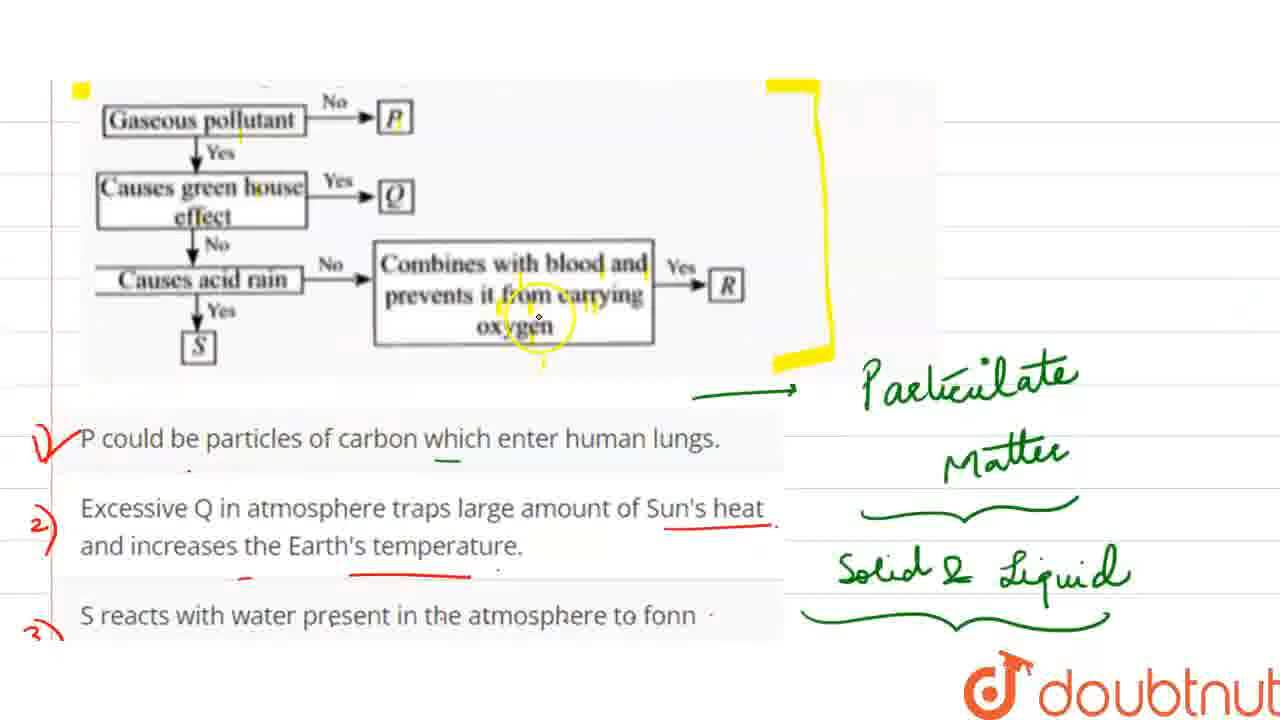 Gaseous pollutant
No
P
Yes
Causes green house
effect
Yes
Q
No
Causes acid rain
No
Combines with blood and
prevents it from carrying
oxygen
Yes
R
Yes
S
Particulate
Matter
1) P could be particles of carbon which enter human lungs.
2) Excessive Q in atmosphere traps large amount of Sun's heat
and increases the Earth's temperature.
Solid & Liquid
3) S reacts with water present in the atmosphere to fonn
doubtnut